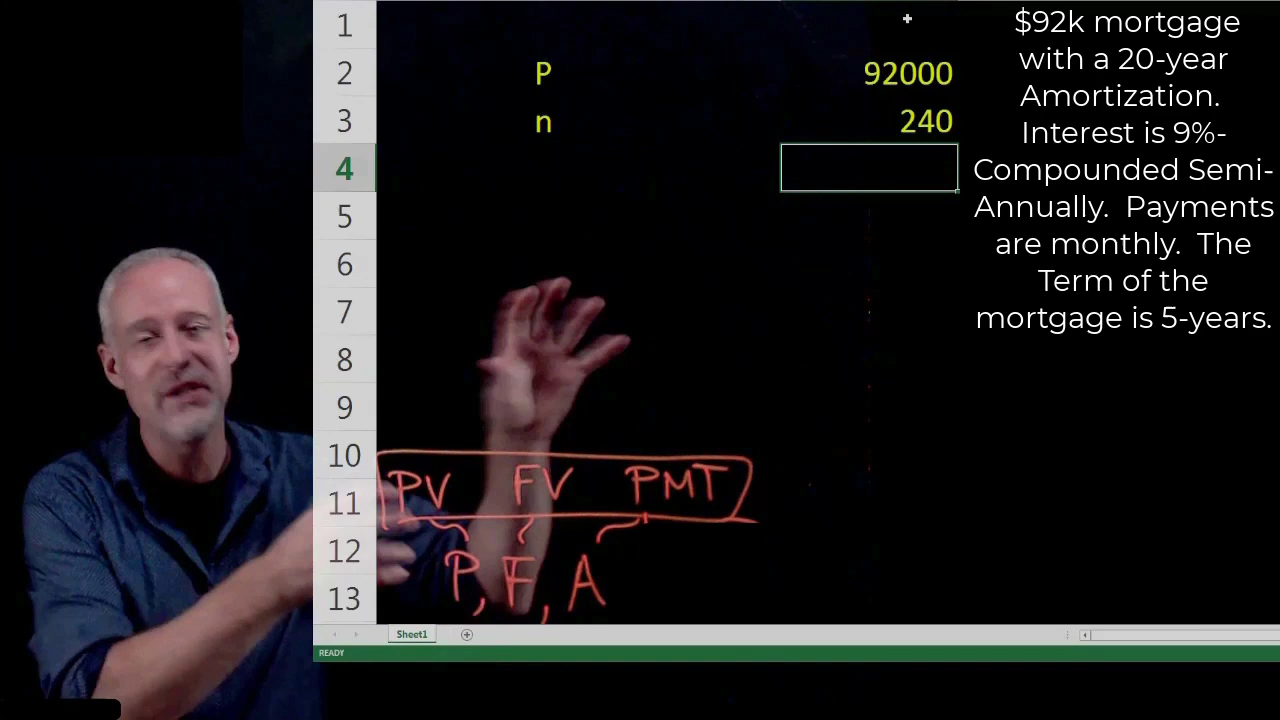 1
2 P 92000
3 n 240
4
5
6
7
8
9
10
11 PV FV PMT
12
P, F, A
13
Sheet1
READY
$92k mortgage
with a 20-year
Amortization.
Interest is 9%-
Compounded Semi-
Annually. Payments
are monthly. The
Term of the
mortgage is 5-years.